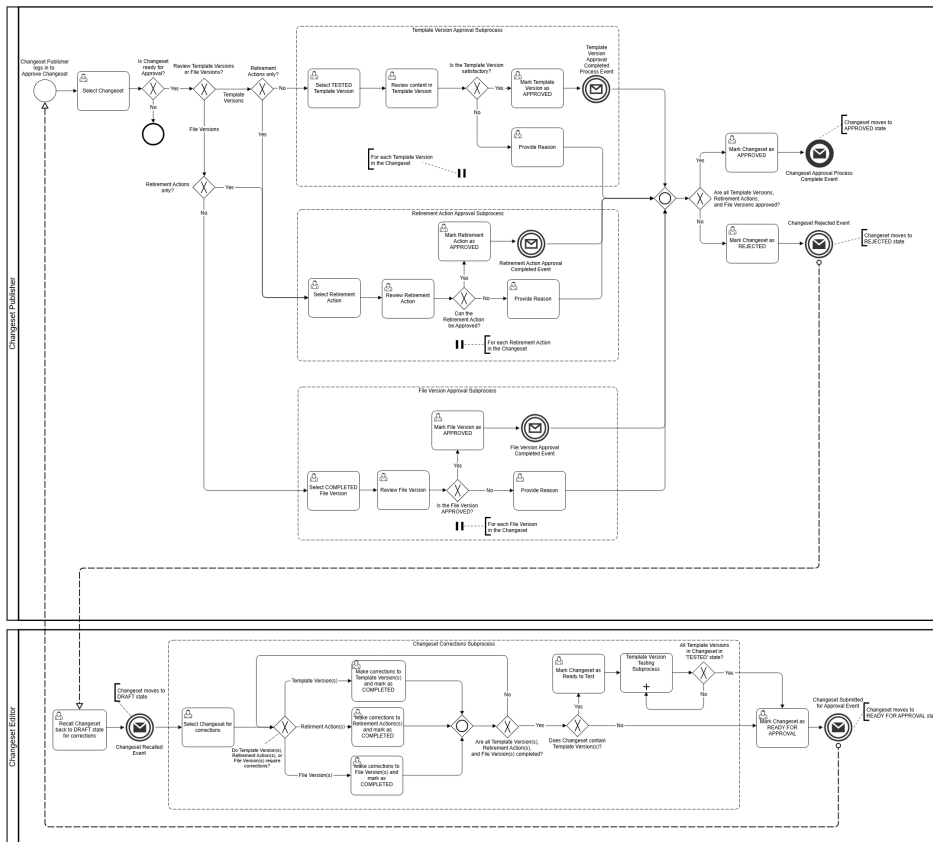 Changeset Publisher
Changeset Publisher
logs in to
Approve Changeset
Select Changeset
Is Changeset
ready for
Approval?
Yes
No
Review Template Versions
or File Versions?
Template
Versions
File Versions
Retirement
Actions only?
No
Yes
Retirement Actions
only?
Yes
No
Template Version Approval Subprocess
Select TESTED
Template Version
Review content in
Template Version
Is the Template Version
satisfactory?
Yes
No
Mark Template
Version as
APPROVED
Template
Version
Approval
Completed
Process Event
Provide Reason
For each Template Version
in the Changeset
Retirement Action Approval Subprocess
Select Retirement
Action
Review Retirement
Action
Can the
Retirement Action
be Approved?
Yes
No
Mark Retirement
Action as
APPROVED
Retirement Action Approval
Completed Event
Provide Reason
For each Retirement Action
in the Changeset
File Version Approval Subprocess
Select COMPLETED
File Version
Review File Version
Is the File Version
APPROVED?
Yes
No
Mark File Version as
APPROVED
File Version Approval
Completed Event
Provide Reason
For each File Version
in the Changeset
Are all Template Versions,
Retirement Actions,
and File Versions approved?
Yes
No
Mark Changeset as
APPROVED
Changeset Approval Process
Complete Event
Changeset moves to
APPROVED state
Mark Changeset as
REJECTED
Changeset Rejected Event
Changeset moves to
REJECTED state
Changeset Editor
Recall Changeset
back to DRAFT state
for corrections
Changeset moves to
DRAFT state
Changeset Recalled
Event
Changeset Corrections Subprocess
Select Changeset for
corrections
Do Template Version(s),
Retirement Action(s), or
File Version(s) require
corrections?
Template Version(s)
Retirement Action(s)
File Version(s)
Make corrections to
Template Version(s)
and mark as
COMPLETED
Make corrections to
Retirement Actions(s)
and mark as
COMPLETED
Make corrections to
File Version(s) and
mark as
COMPLETED
Are all Template Version(s),
Retirement Action(s),
and File Version(s) completed?
No
Yes
Does Changeset contain
Template Version(s)?
Yes
No
Mark Changeset as
Ready to Test
Template Version
Testing
Subprocess
All Template Versions
in Changeset in
'TESTED' state?
Yes
No
Mark Changeset as
READY FOR
APPROVAL
Changeset Submitted
for Approval Event
Changeset moves to
READY FOR APPROVAL